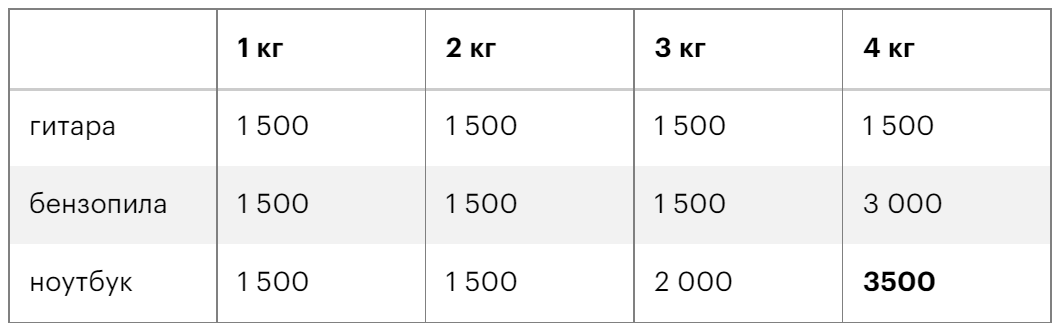 1 кг 2 кг 3 кг 4 кг
гитара 1 500 1 500 1 500 1 500
бензопила 1 500 1 500 1 500 3 000
ноутбук 1 500 1 500 2 000 3500